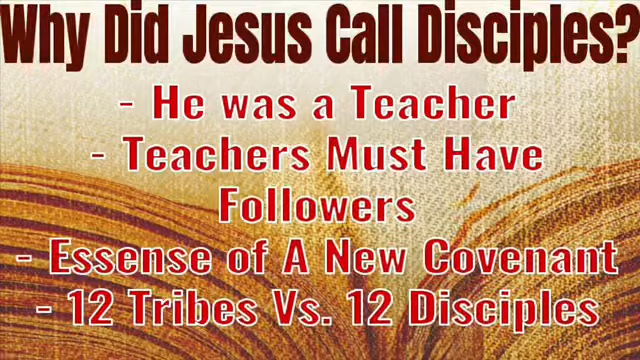 Why Did Jesus Call Disciples?
- He was a Teacher
- Teachers Must Have
Followers
- Essense of A New Covenant
- 12 Tribes Vs. 12 Disciples